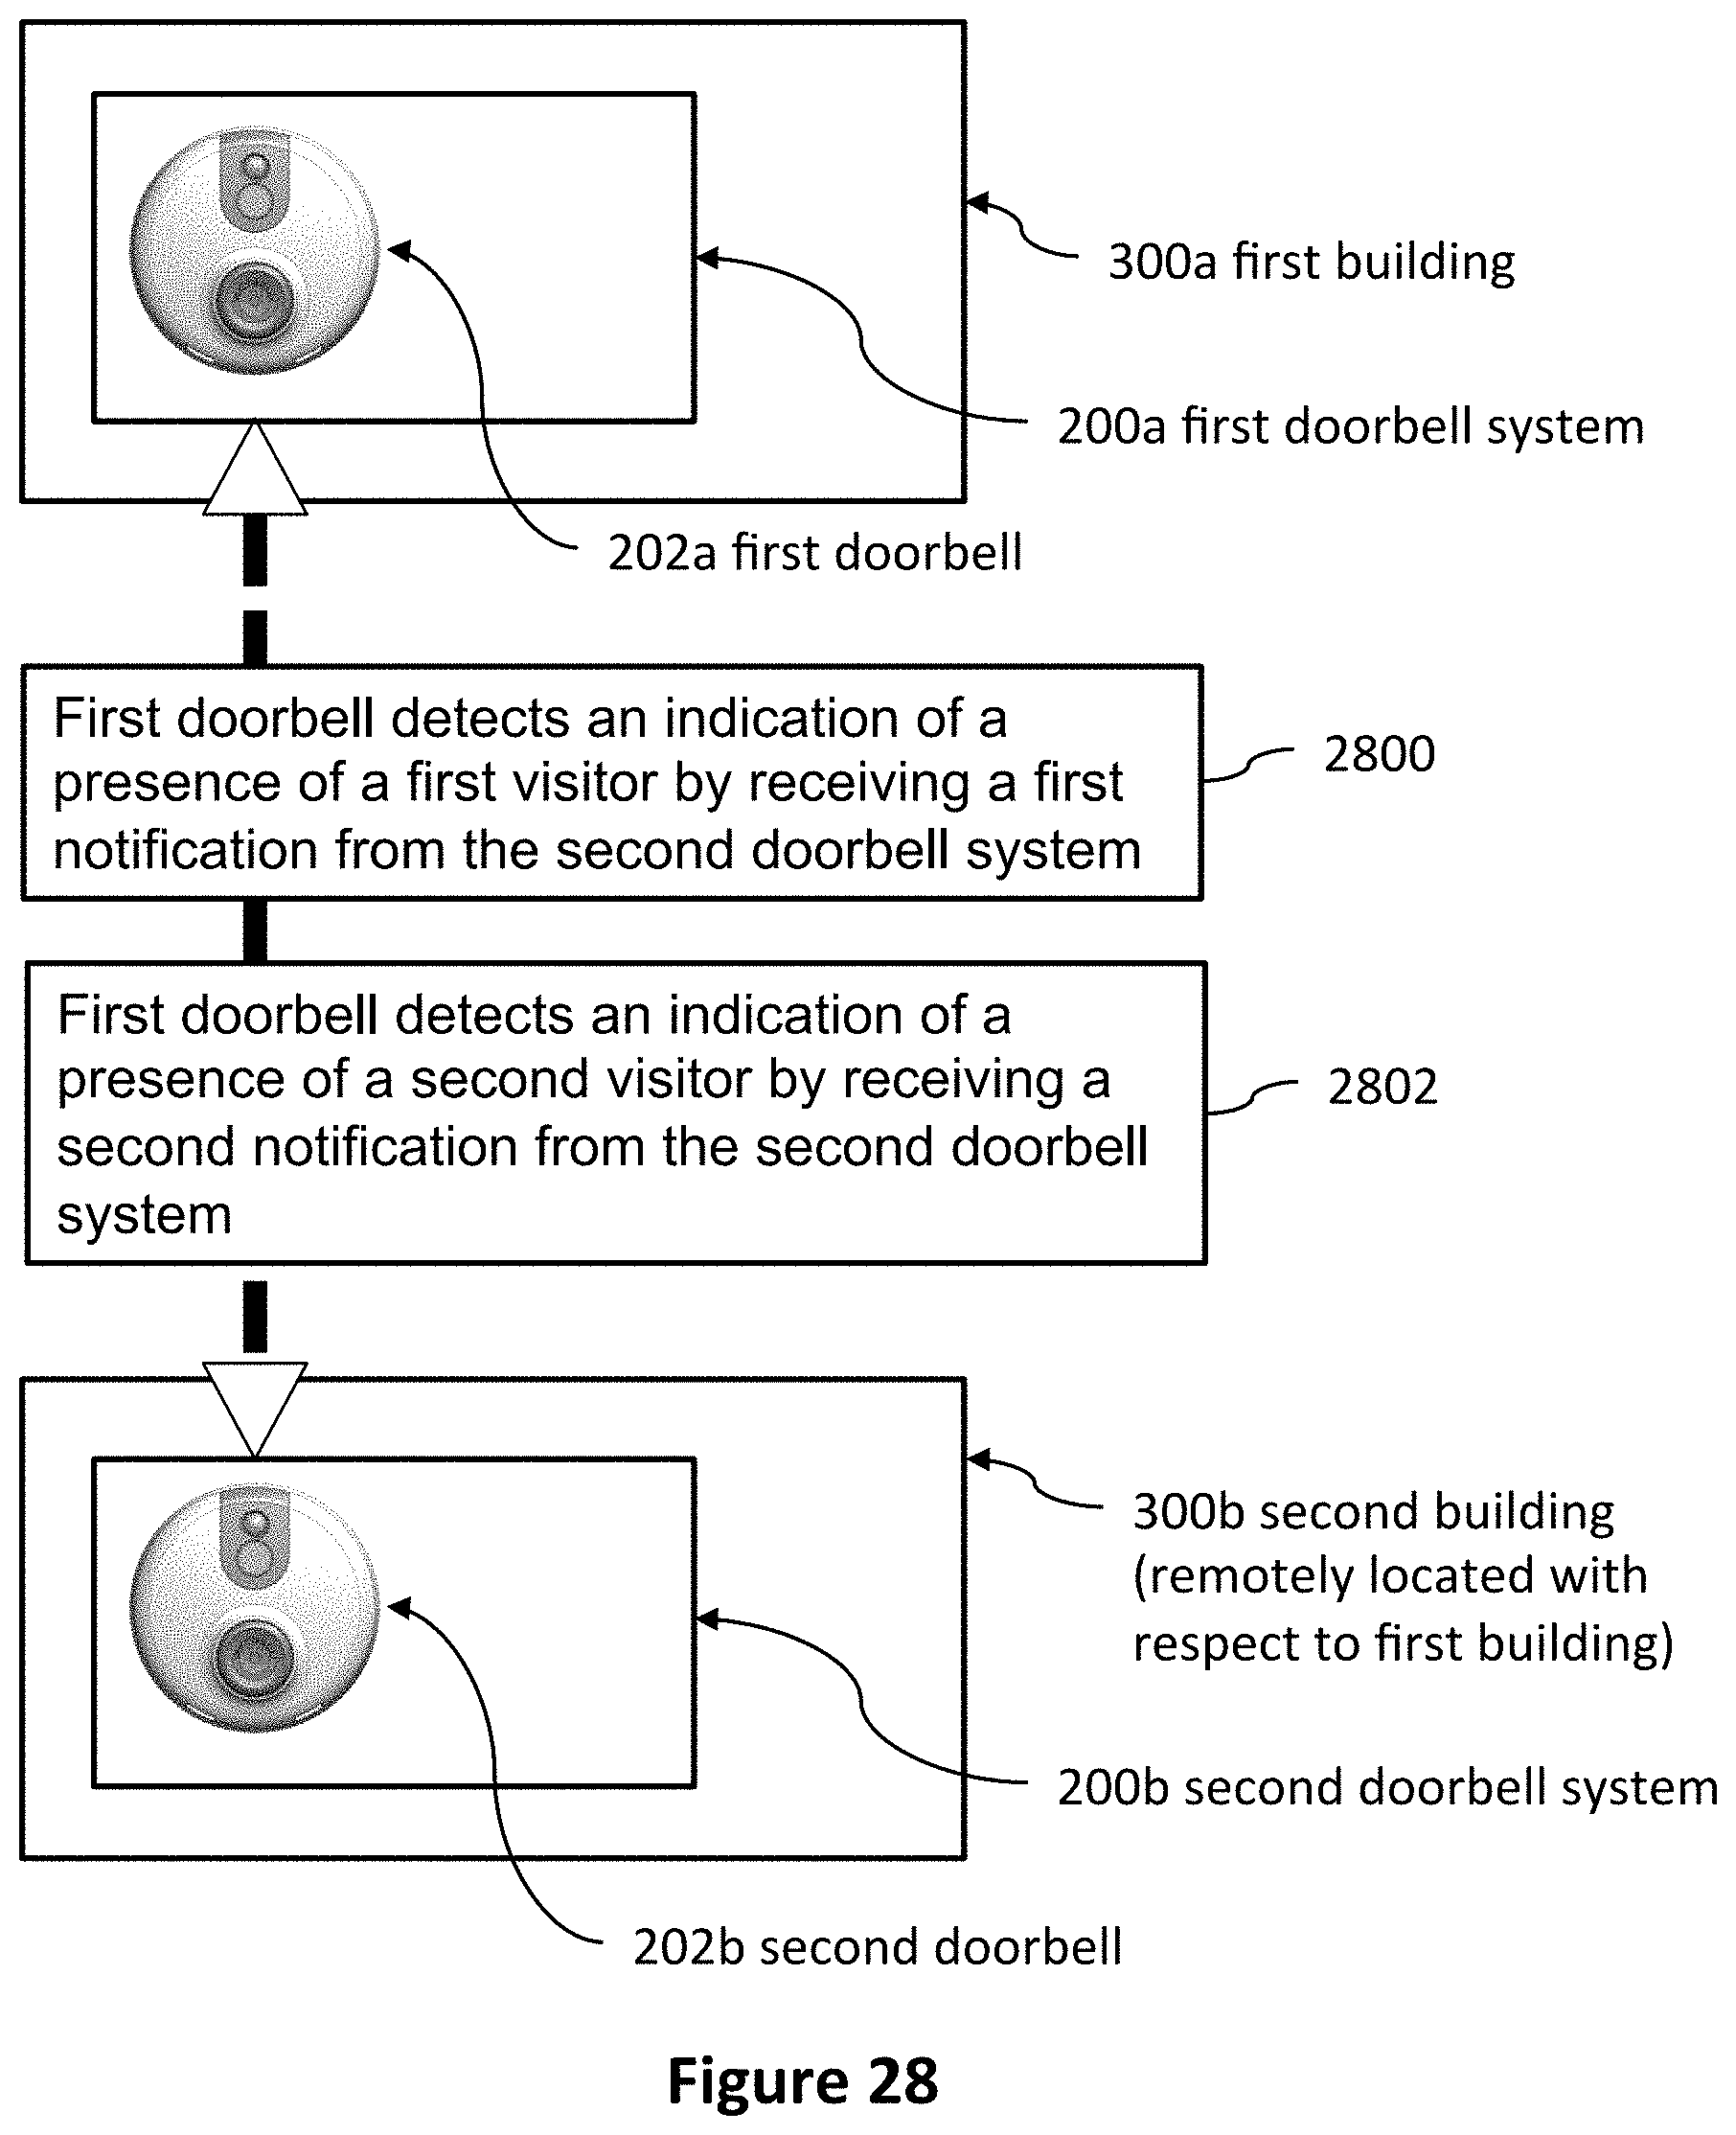 300a first building
200a first doorbell system
202a first doorbell
First doorbell detects an indication of a
presence of a first visitor by receiving a first
notification from the second doorbell system
2800
First doorbell detects an indication of a
presence of a second visitor by receiving a
second notification from the second doorbell
system
2802
300b second building
(remotely located with
respect to first building)
200b second doorbell system
202b second doorbell
Figure 28